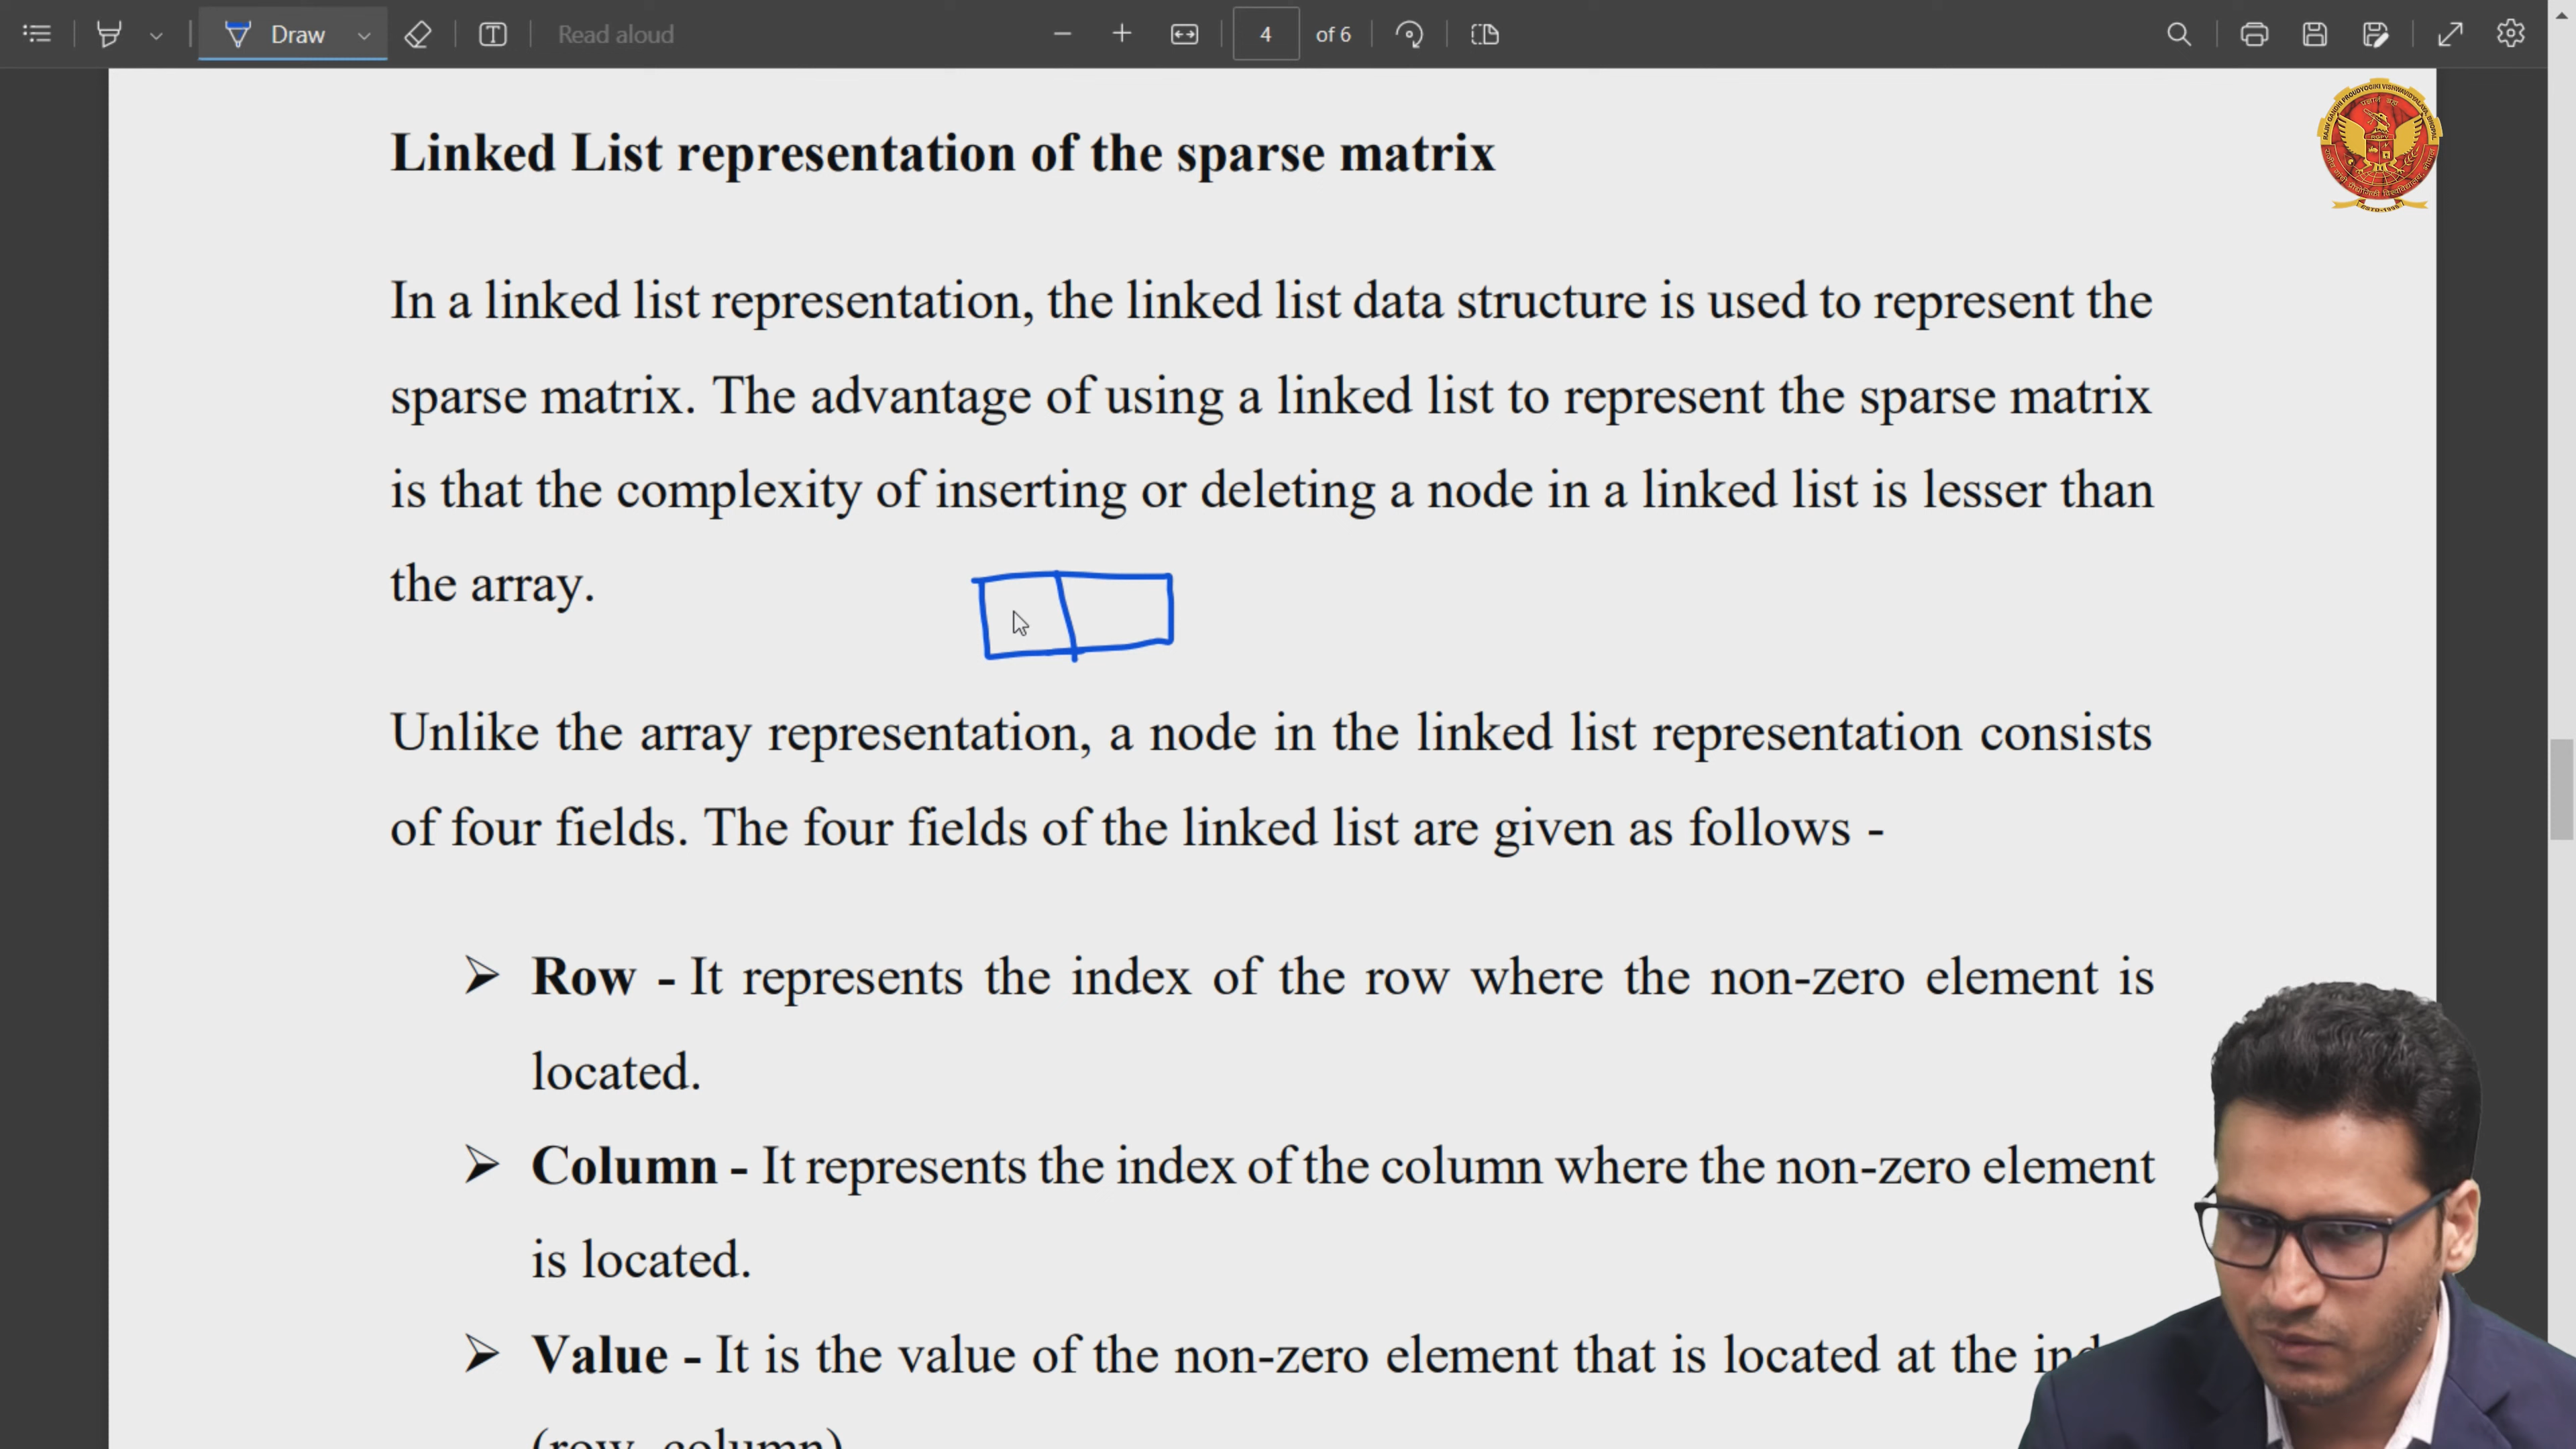 Draw
Read aloud
4
of 6
Linked List representation of the sparse matrix
In a linked list representation, the linked list data structure is used to represent the
sparse matrix. The advantage of using a linked list to represent the sparse matrix
is that the complexity of inserting or deleting a node in a linked list is lesser than
the array.
Unlike the array representation, a node in the linked list representation consists
of four fields. The four fields of the linked list are given as follows -
➢ Row - It represents the index of the row where the non-zero element is
located.
➢ Column - It represents the index of the column where the non-zero element
is located.
➢ Value - It is the value of the non-zero element that is located at the
(row, column)